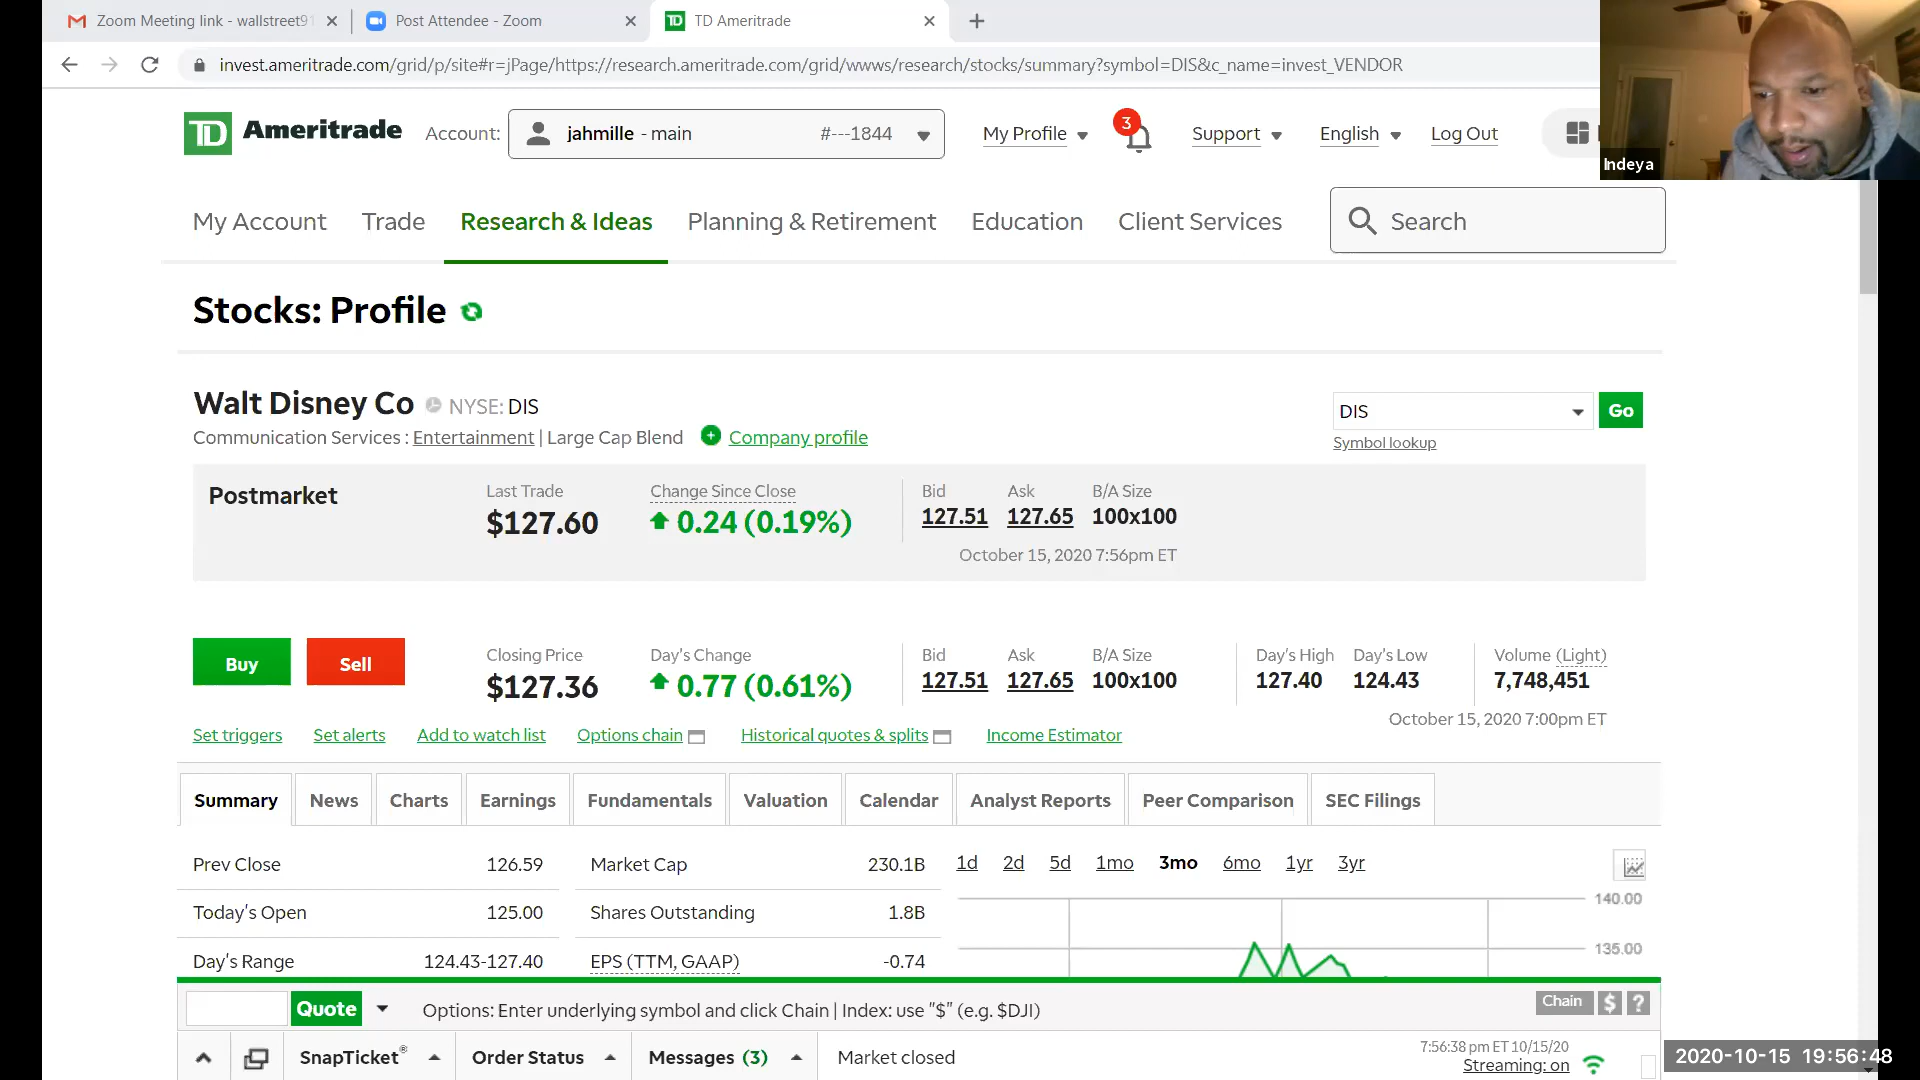 Zoom Meeting link - wallstreet91
Post Attendee - Zoom
TD Ameritrade
invest.ameritrade.com/grid/p/site#r=jPage/https://research.ameritrade.com/grid/wwws/research/stocks/summary?symbol=DIS&c_name=invest_VENDOR
TD Ameritrade
Account: jahmille - main #---1844
My Profile
3
Support
English
Log Out
Indeya
My Account Trade Research & Ideas Planning & Retirement Education Client Services
Search
Stocks: Profile
Walt Disney Co NYSE: DIS
DIS Go
Communication Services : Entertainment | Large Cap Blend Company profile
Symbol lookup
Postmarket
Last Trade Change Since Close Bid Ask B/A Size
$127.60 0.24 (0.19%) 127.51 127.65 100x100
October 15, 2020 7:56pm ET
Buy Sell
Closing Price Day's Change Bid Ask B/A Size Day's High Day's Low Volume (Light)
$127.36 0.77 (0.61%) 127.51 127.65 100x100 127.40 124.43 7,748,451
October 15, 2020 7:00pm ET
Set triggers Set alerts Add to watch list Options chain Historical quotes & splits Income Estimator
Summary News Charts Earnings Fundamentals Valuation Calendar Analyst Reports Peer Comparison SEC Filings
Prev Close 126.59 Market Cap 230.1B
1d 2d 5d 1mo 3mo 6mo 1yr 3yr
140.00
Today's Open 125.00 Shares Outstanding 1.8B
135.00
Day's Range 124.43-127.40 EPS (TTM, GAAP) -0.74
Quote Options: Enter underlying symbol and click Chain | Index: use "$" (e.g. $DJI) Chain $ ?
SnapTicket® Order Status Messages (3) Market closed
7:56:38 pm ET 10/15/20
Streaming: on
2020-10-15 19:56:48